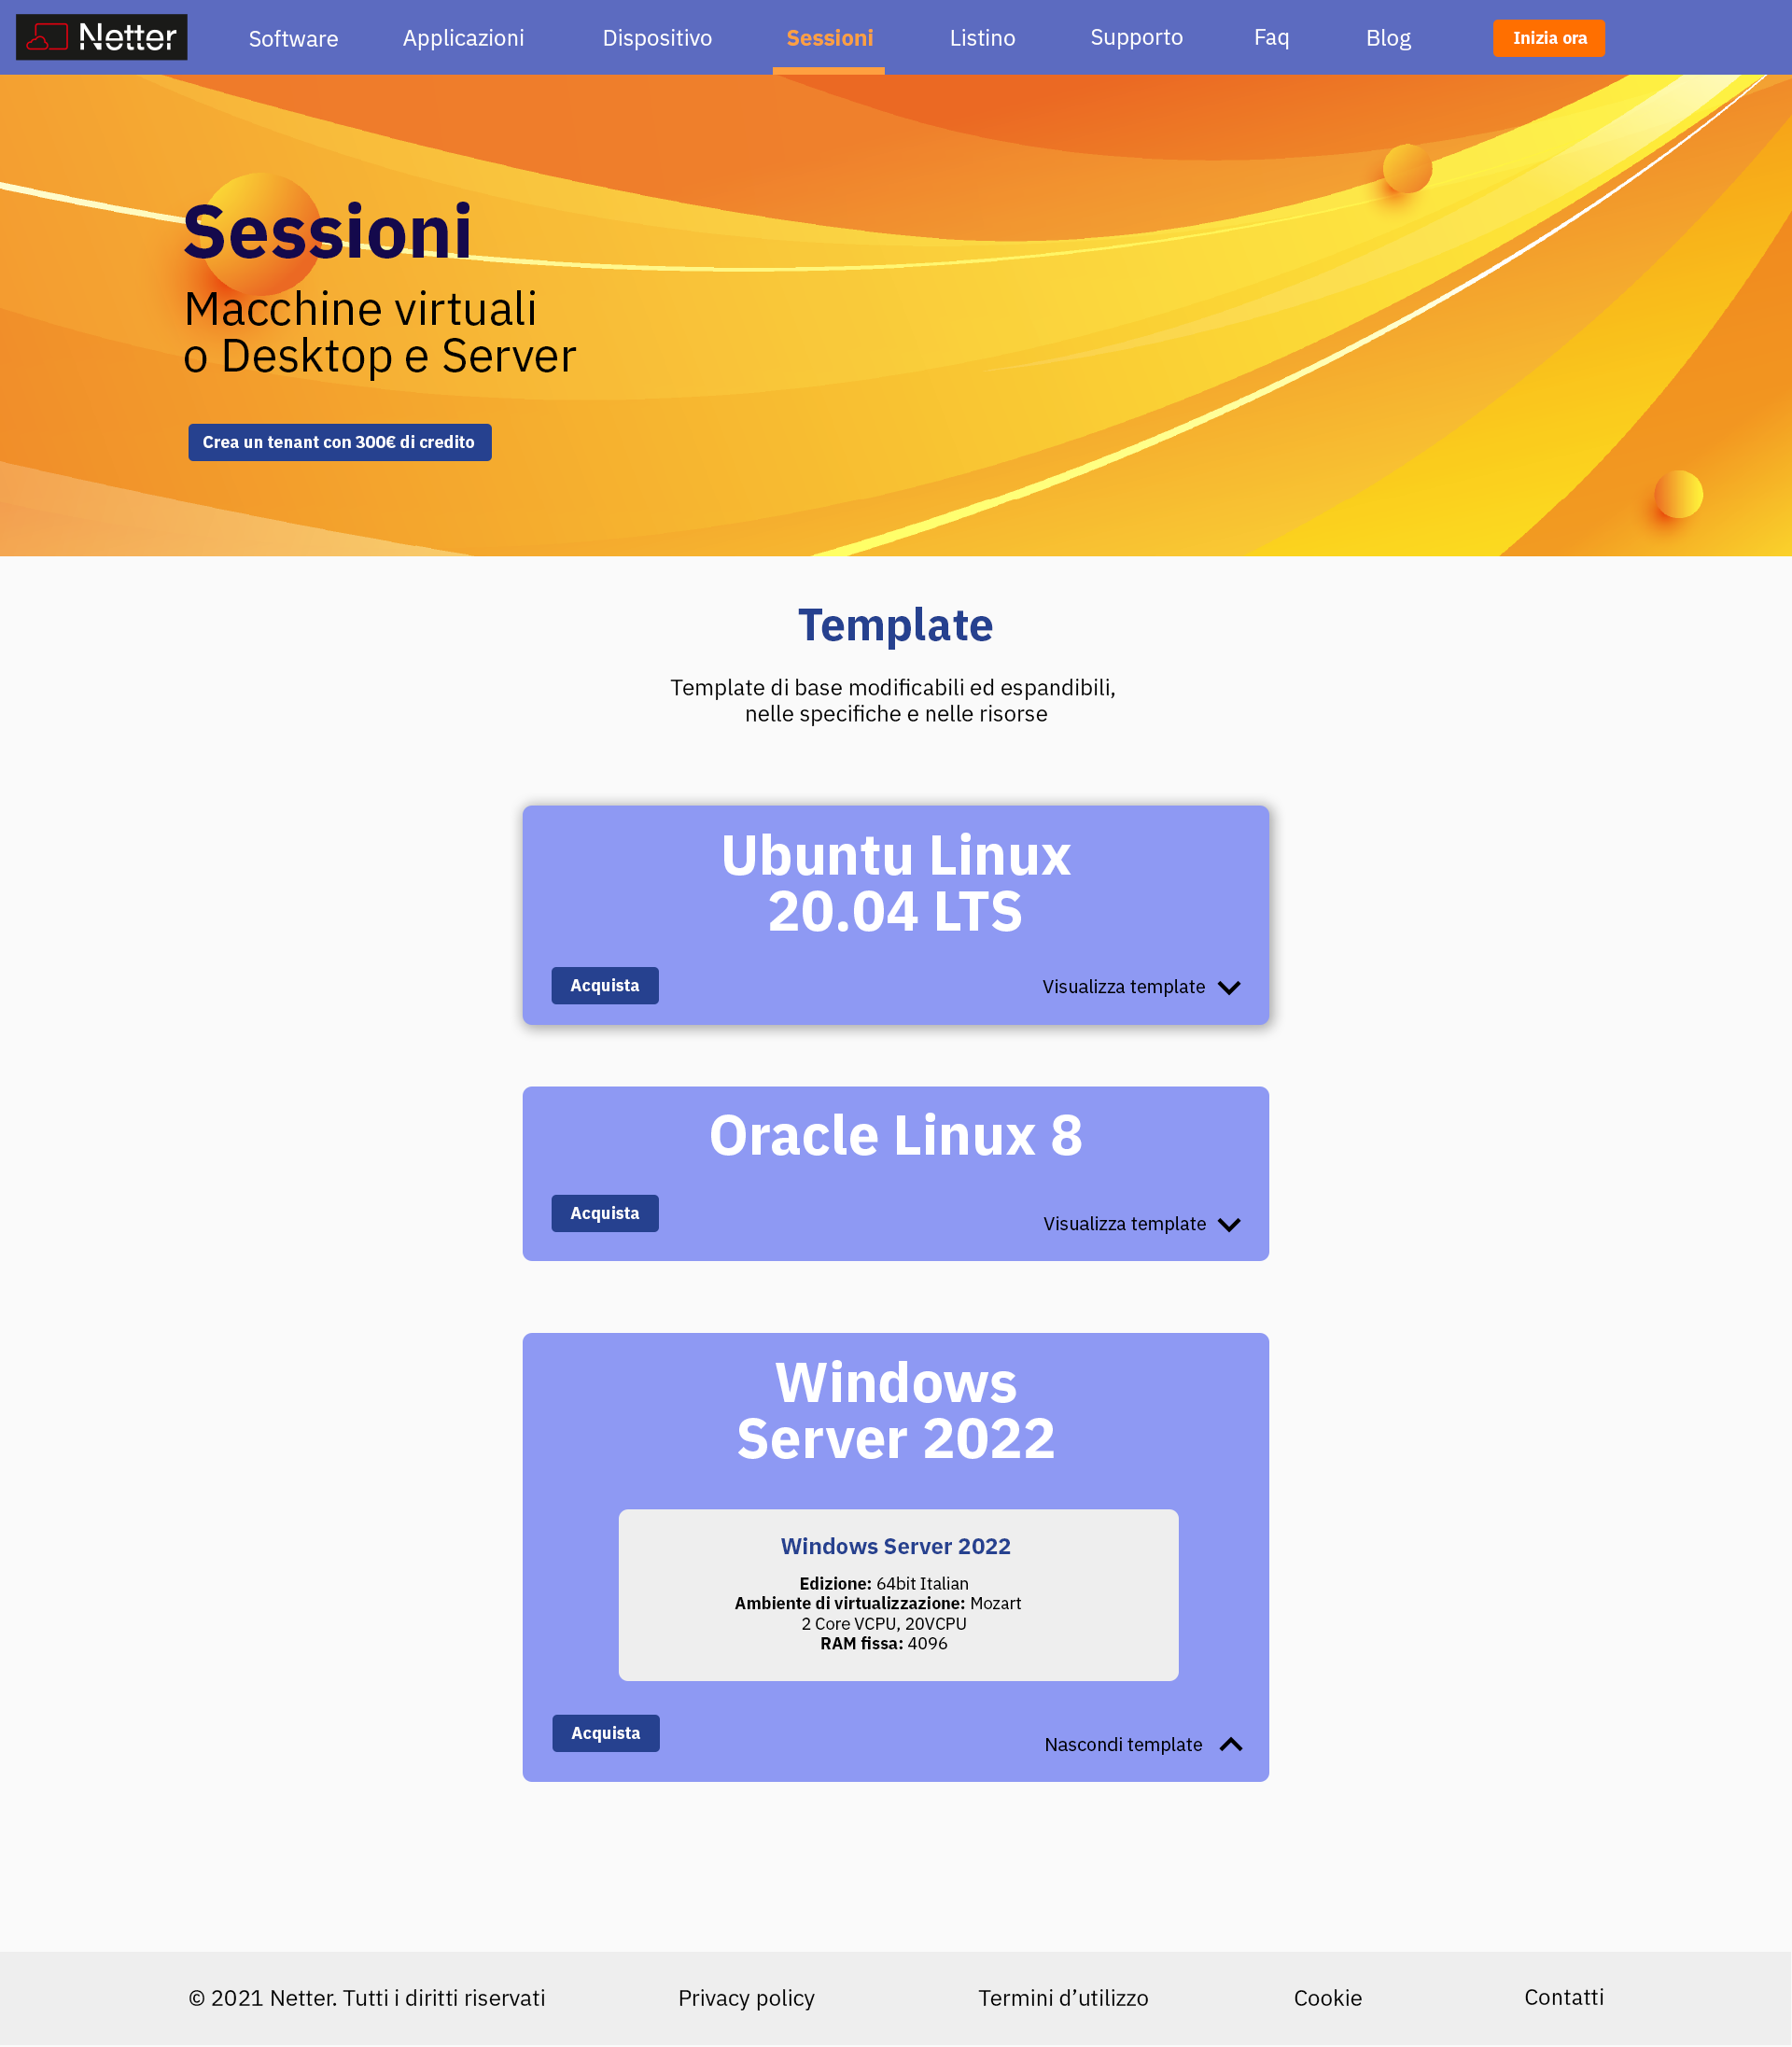 Netter
Software Applicazioni Dispositivo Sessioni Listino Supporto Faq Blog Inizia ora
Sessioni
Macchine virtuali
o Desktop e Server
Crea un tenant con 300€ di credito
Template
Template di base modificabili ed espandibili,
nelle specifiche e nelle risorse
Ubuntu Linux
20.04 LTS
Acquista Visualizza template
Oracle Linux 8
Acquista Visualizza template
Windows
Server 2022
Windows Server 2022
Edizione: 64bit Italian
Ambiente di virtualizzazione: Mozart
2 Core VCPU, 20VCPU
RAM fissa: 4096
Acquista Nascondi template
© 2021 Netter. Tutti i diritti riservati Privacy policy Termini d’utilizzo Cookie Contatti